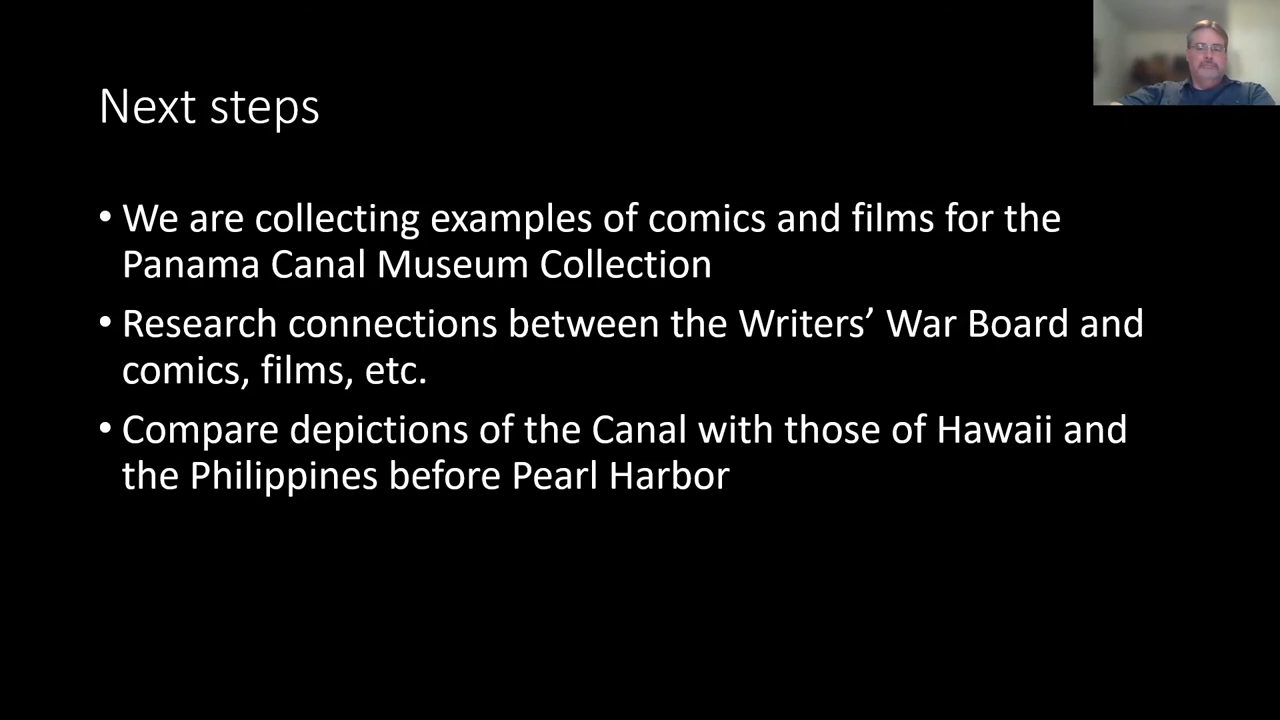 Next steps
• We are collecting examples of comics and films for the
Panama Canal Museum Collection
• Research connections between the Writers’ War Board and
comics, films, etc.
• Compare depictions of the Canal with those of Hawaii and
the Philippines before Pearl Harbor